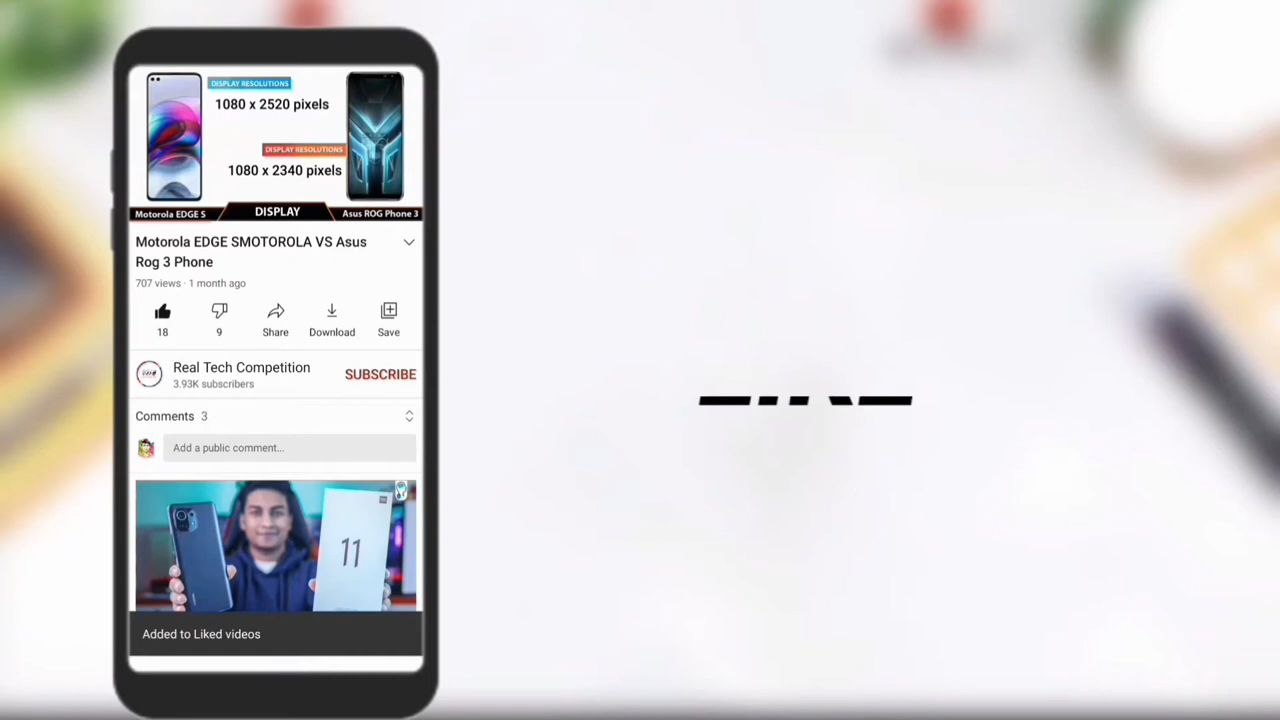 DISPLAY RESOLUTIONS
1080 x 2520 pixels
DISPLAY RESOLUTIONS
1080 x 2340 pixels
Motorola EDGE S
DISPLAY
Asus ROG Phone 3
Motorola EDGE SMOTOROLA VS Asus
Rog 3 Phone
707 views · 1 month ago
18
9
Share
Download
Save
Real Tech Competition
3.93K subscribers
SUBSCRIBE
Comments 3
Add a public comment...
11
Added to Liked videos